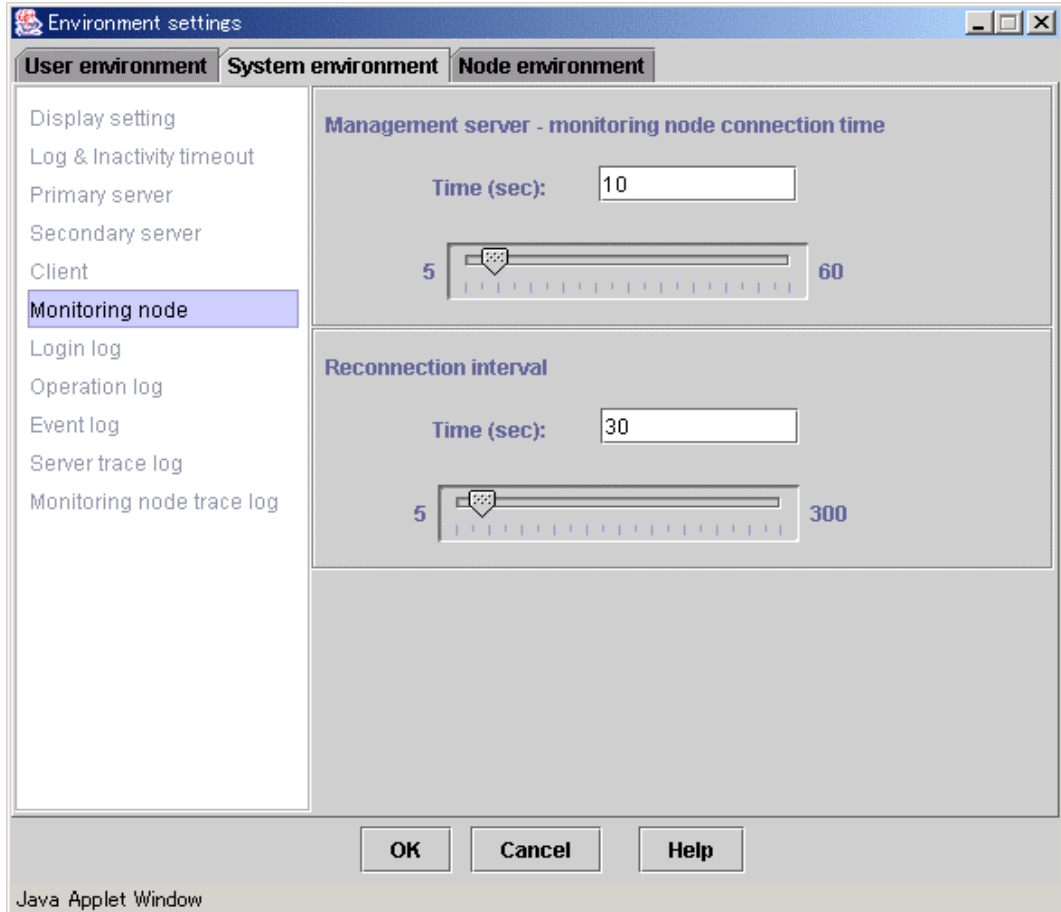 Environment settings
User environment System environment Node environment
Display setting
Log & Inactivity timeout
Primary server
Secondary server
Client
Monitoring node
Login log
Operation log
Event log
Server trace log
Monitoring node trace log
Management server - monitoring node connection time
Time (sec): 10
5 60
Reconnection interval
Time (sec): 30
5 300
OK Cancel Help
Java Applet Window